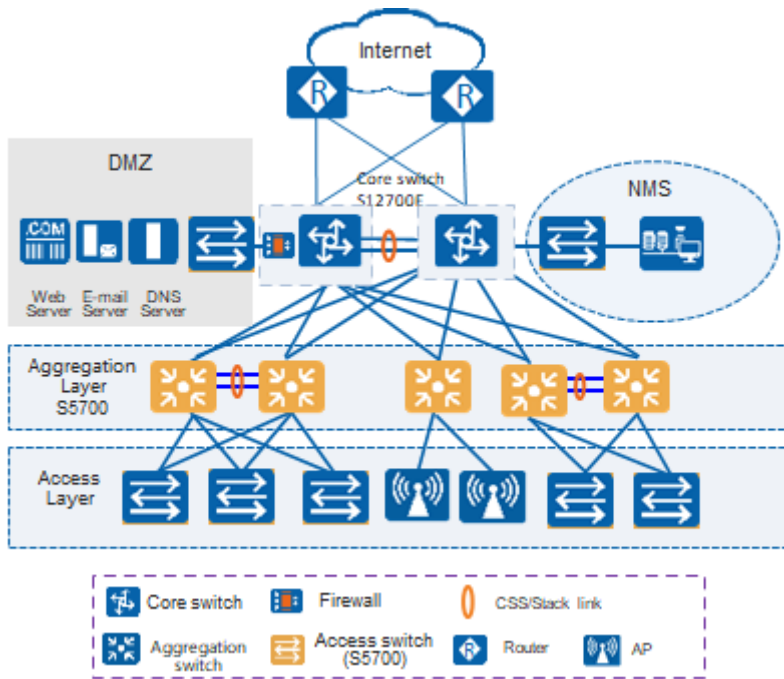 Internet
R
R
DMZ
Core switch
S12700E
NMS
.COM
Web
Server
E-mail
Server
DNS
Server
Aggregation
Layer
S5700
Access
Layer
Core switch
Firewall
CSS/Stack link
Aggregation
switch
Access switch
(S5700)
R
Router
AP